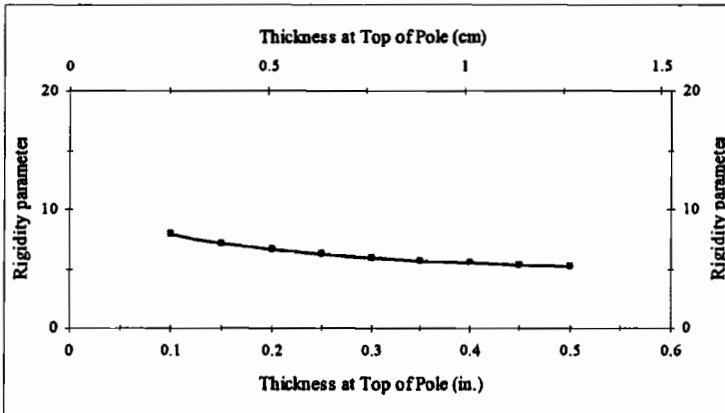 Thickness at Top of Pole (cm)
0 0.5 1 1.5
20 20
10 10
0 0
Rigidity parameter
Rigidity parameter
0 0.1 0.2 0.3 0.4 0.5 0.6
Thickness at Top of Pole (in.)